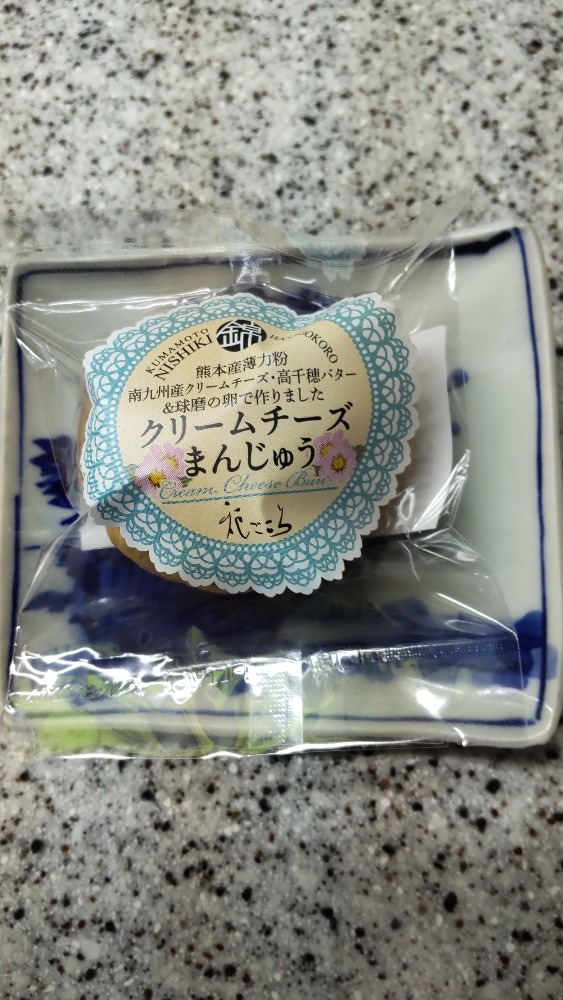 KUMAMOTO
NISHIKI
錦
HANAGOKORO
熊本産薄力粉
南九州産クリームチーズ・高千穂バター
&球磨の卵で作りました
クリームチーズ
まんじゅう
Cream Cheese Bun
花ごころ